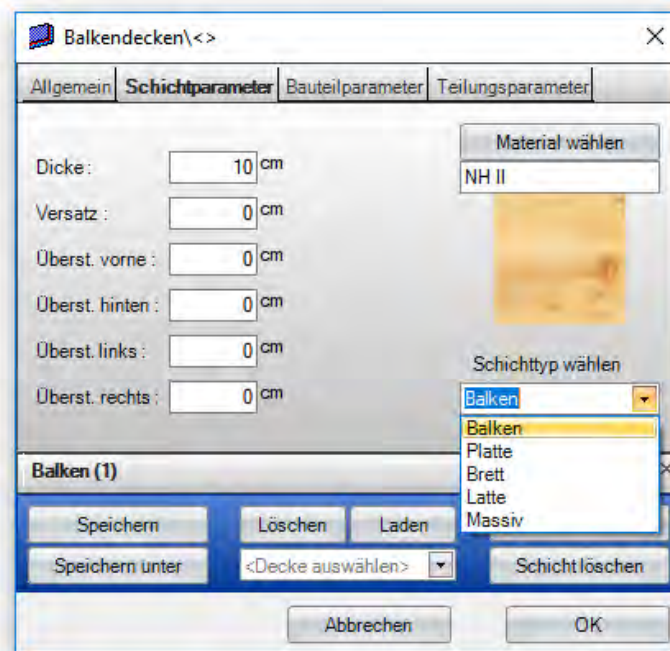 Balkendecken\<>
Allgemein Schichtparameter Bauteilparameter Teilungsparameter
Material wählen
Dicke : 10 cm
NH II
Versatz : 0 cm
Überst. vorne : 0 cm
Überst. hinten : 0 cm
Überst. links : 0 cm
Schichttyp wählen
Überst. rechts : 0 cm
Balken
Balken
Platte
Brett
Latte
Massiv
Balken (1)
Speichern Löschen Laden
Speichern unter <Decke auswählen> Schicht löschen
Abbrechen OK